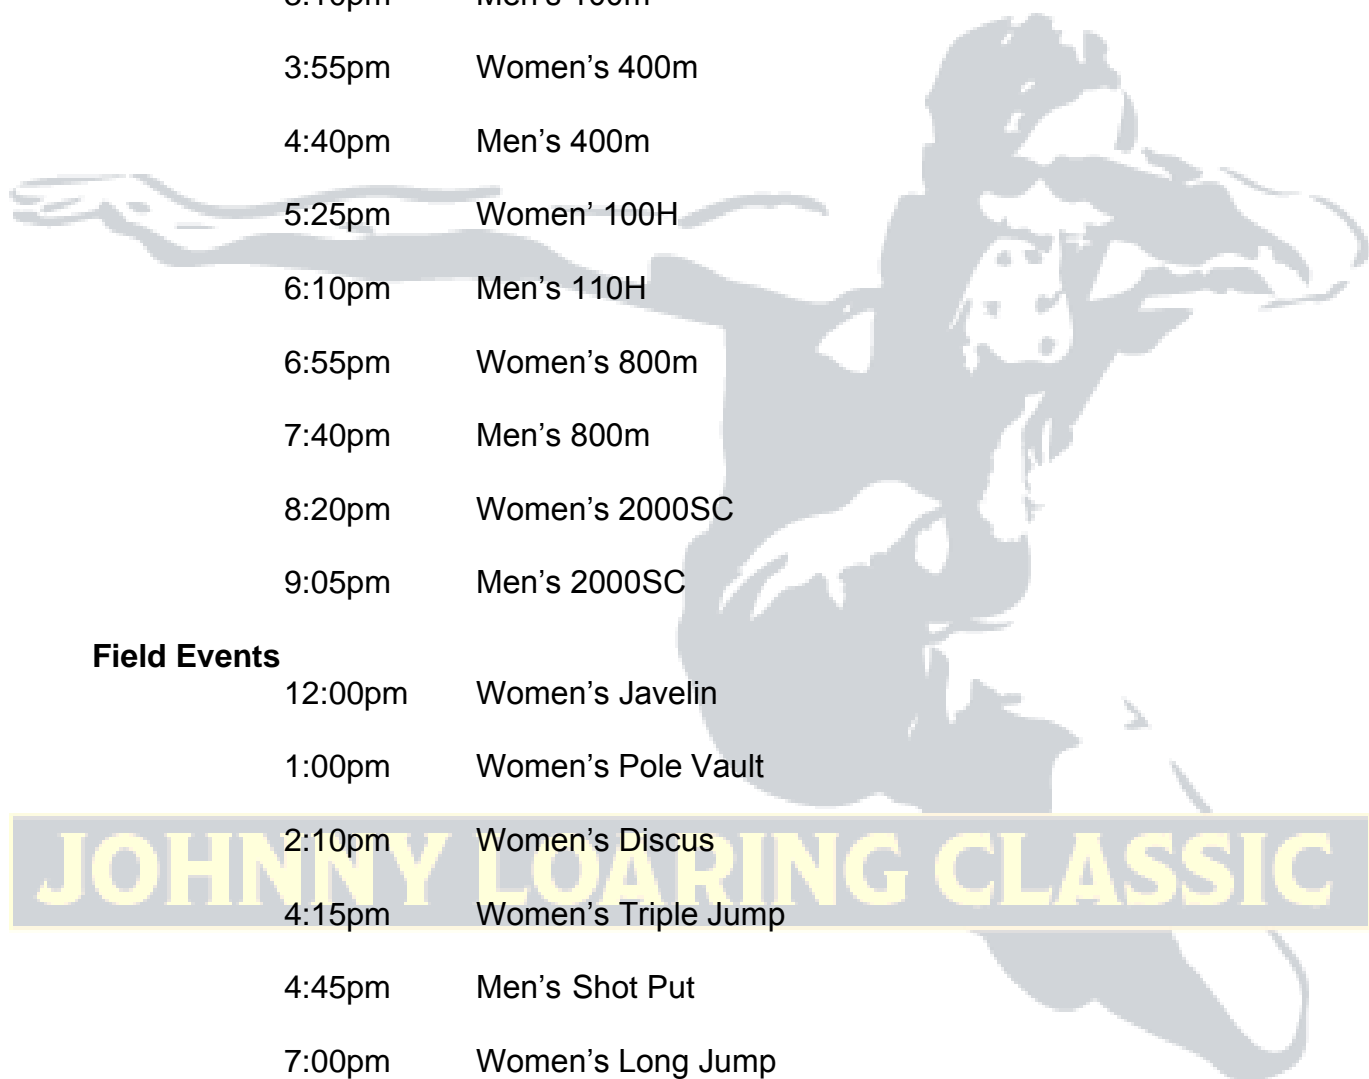 3:55pm Women’s 400m
4:40pm Men’s 400m
5:25pm Women’ 100H
6:10pm Men’s 110H
6:55pm Women’s 800m
7:40pm Men’s 800m
8:20pm Women’s 2000SC
9:05pm Men’s 2000SC
Field Events
12:00pm Women’s Javelin
1:00pm Women’s Pole Vault
2:10pm Women’s Discus
JOHNNY LOARING CLASSIC
4:15pm Women’s Triple Jump
4:45pm Men’s Shot Put
7:00pm Women’s Long Jump